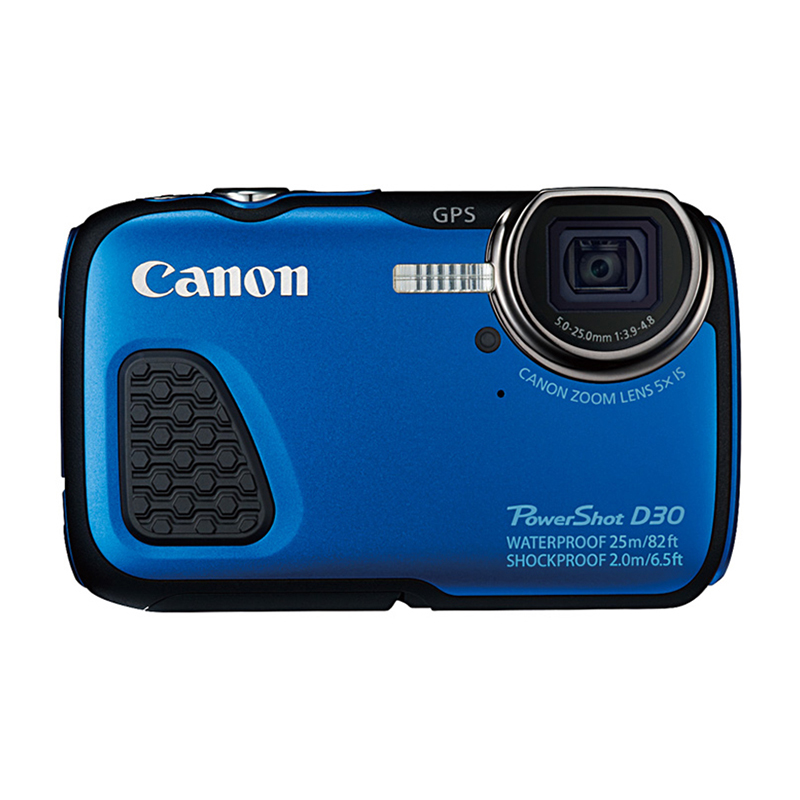 GPS
Canon
5.0-25.0mm 1:3.9-4.8
CANON ZOOM LENS 5x IS
PowerShot D30
WATERPROOF 25m/82ft
SHOCKPROOF 2.0m/6.5ft